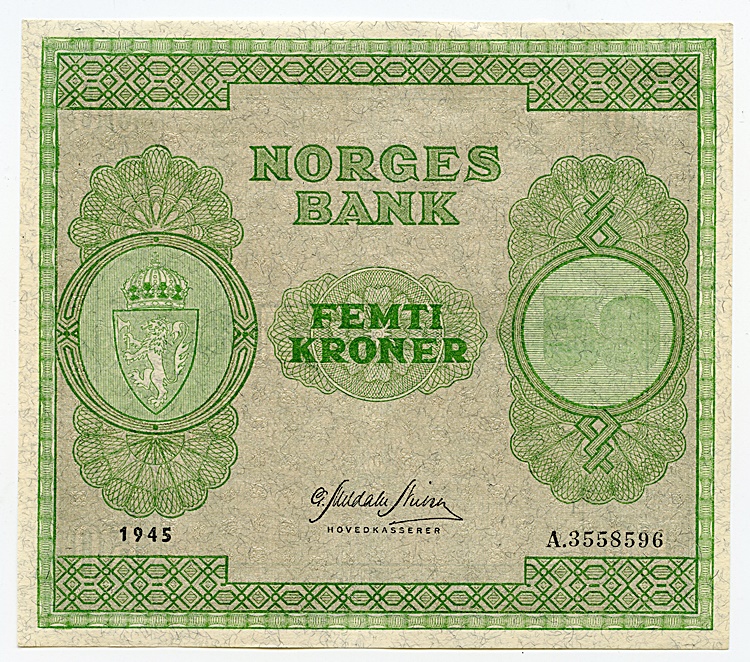 NORGES
BANK
FEMTI
KRONER
HOVEDKASSERER
1945
A.3558596